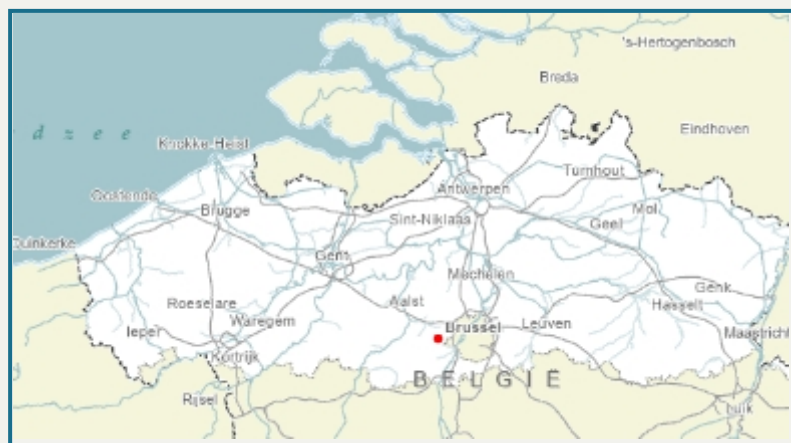 's-Hertogenbosch
Breda
d z e e
Eindhoven
Knokke-Heist
Turnhout
Oostende
Antwerpen
Mol
Brugge
Sint-Niklaas
Geel
Duinkerke
Gent
Mechelen
Genk
Roeselare
Aalst
Hasselt
Waregem
Brussel
Leuven
Ieper
Maastricht
Kortrijk
BELGIË
Rijsel
Luik